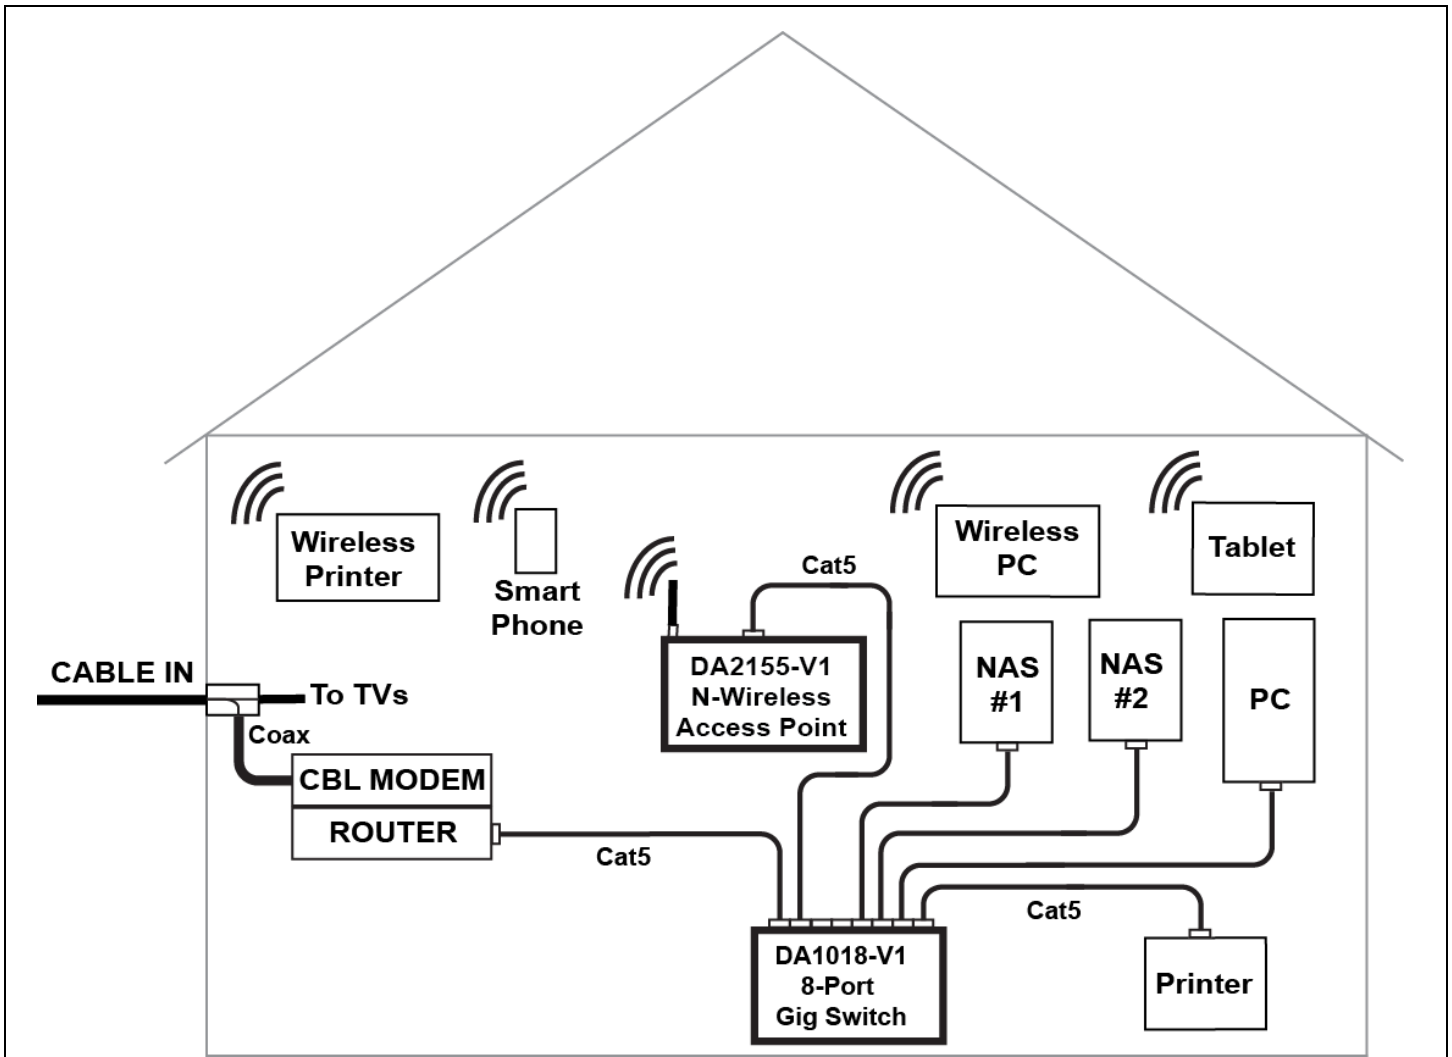 Wireless
Printer
Smart
Phone
Cat5
Wireless
PC
Tablet
CABLE IN
To TVs
Coax
CBL MODEM
ROUTER
Cat5
DA2155-V1
N-Wireless
Access Point
NAS
#1
NAS
#2
PC
Cat5
DA1018-V1
8-Port
Gig Switch
Printer